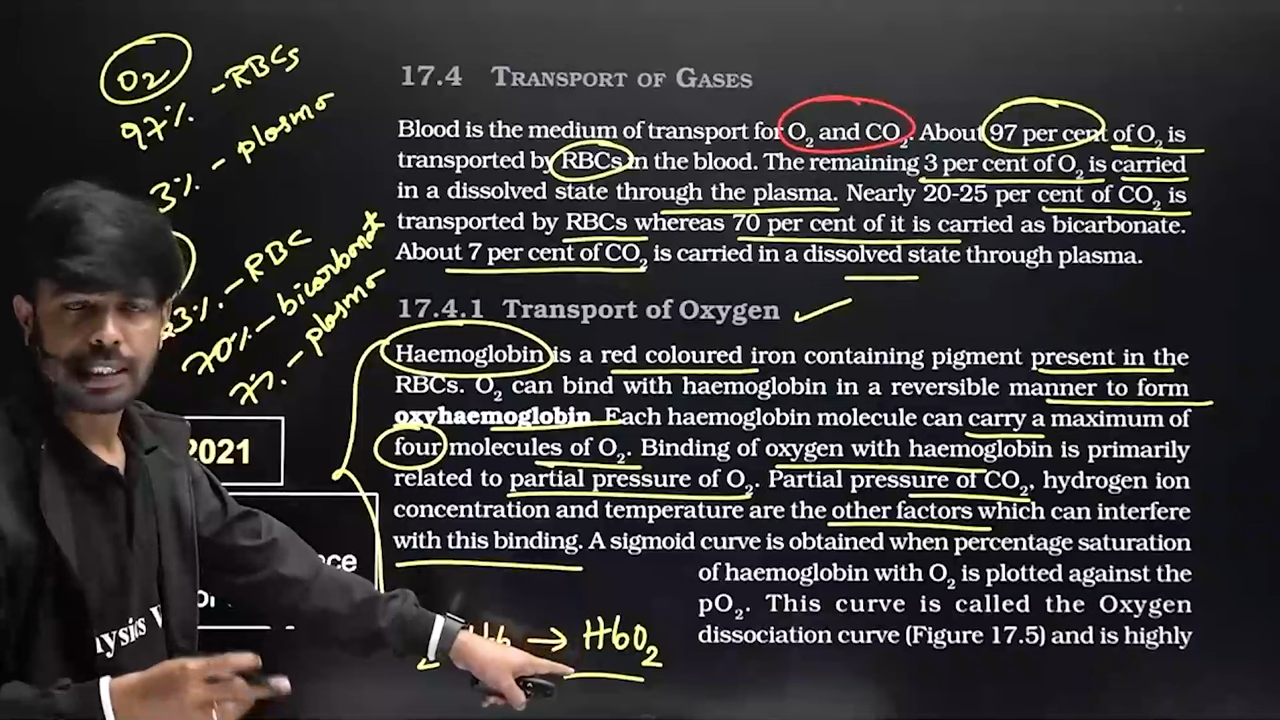 O2
97% -RBCs
3% - plasma
3% - RBC
70% - bicarbonat
7% - plasma
2021
17.4 TRANSPORT OF GASES
Blood is the medium of transport for O2 and CO2. About 97 per cent of O2 is
transported by RBCs in the blood. The remaining 3 per cent of O2 is carried
in a dissolved state through the plasma. Nearly 20-25 per cent of CO2 is
transported by RBCs whereas 70 per cent of it is carried as bicarbonate.
About 7 per cent of CO2 is carried in a dissolved state through plasma.
17.4.1 Transport of Oxygen
Haemoglobin is a red coloured iron containing pigment present in the
RBCs. O2 can bind with haemoglobin in a reversible manner to form
oxyhaemoglobin. Each haemoglobin molecule can carry a maximum of
four molecules of O2. Binding of oxygen with haemoglobin is primarily
related to partial pressure of O2. Partial pressure of CO2, hydrogen ion
concentration and temperature are the other factors which can interfere
with this binding. A sigmoid curve is obtained when percentage saturation
of haemoglobin with O2 is plotted against the
pO2. This curve is called the Oxygen
dissociation curve (Figure 17.5) and is highly
→ HbO2